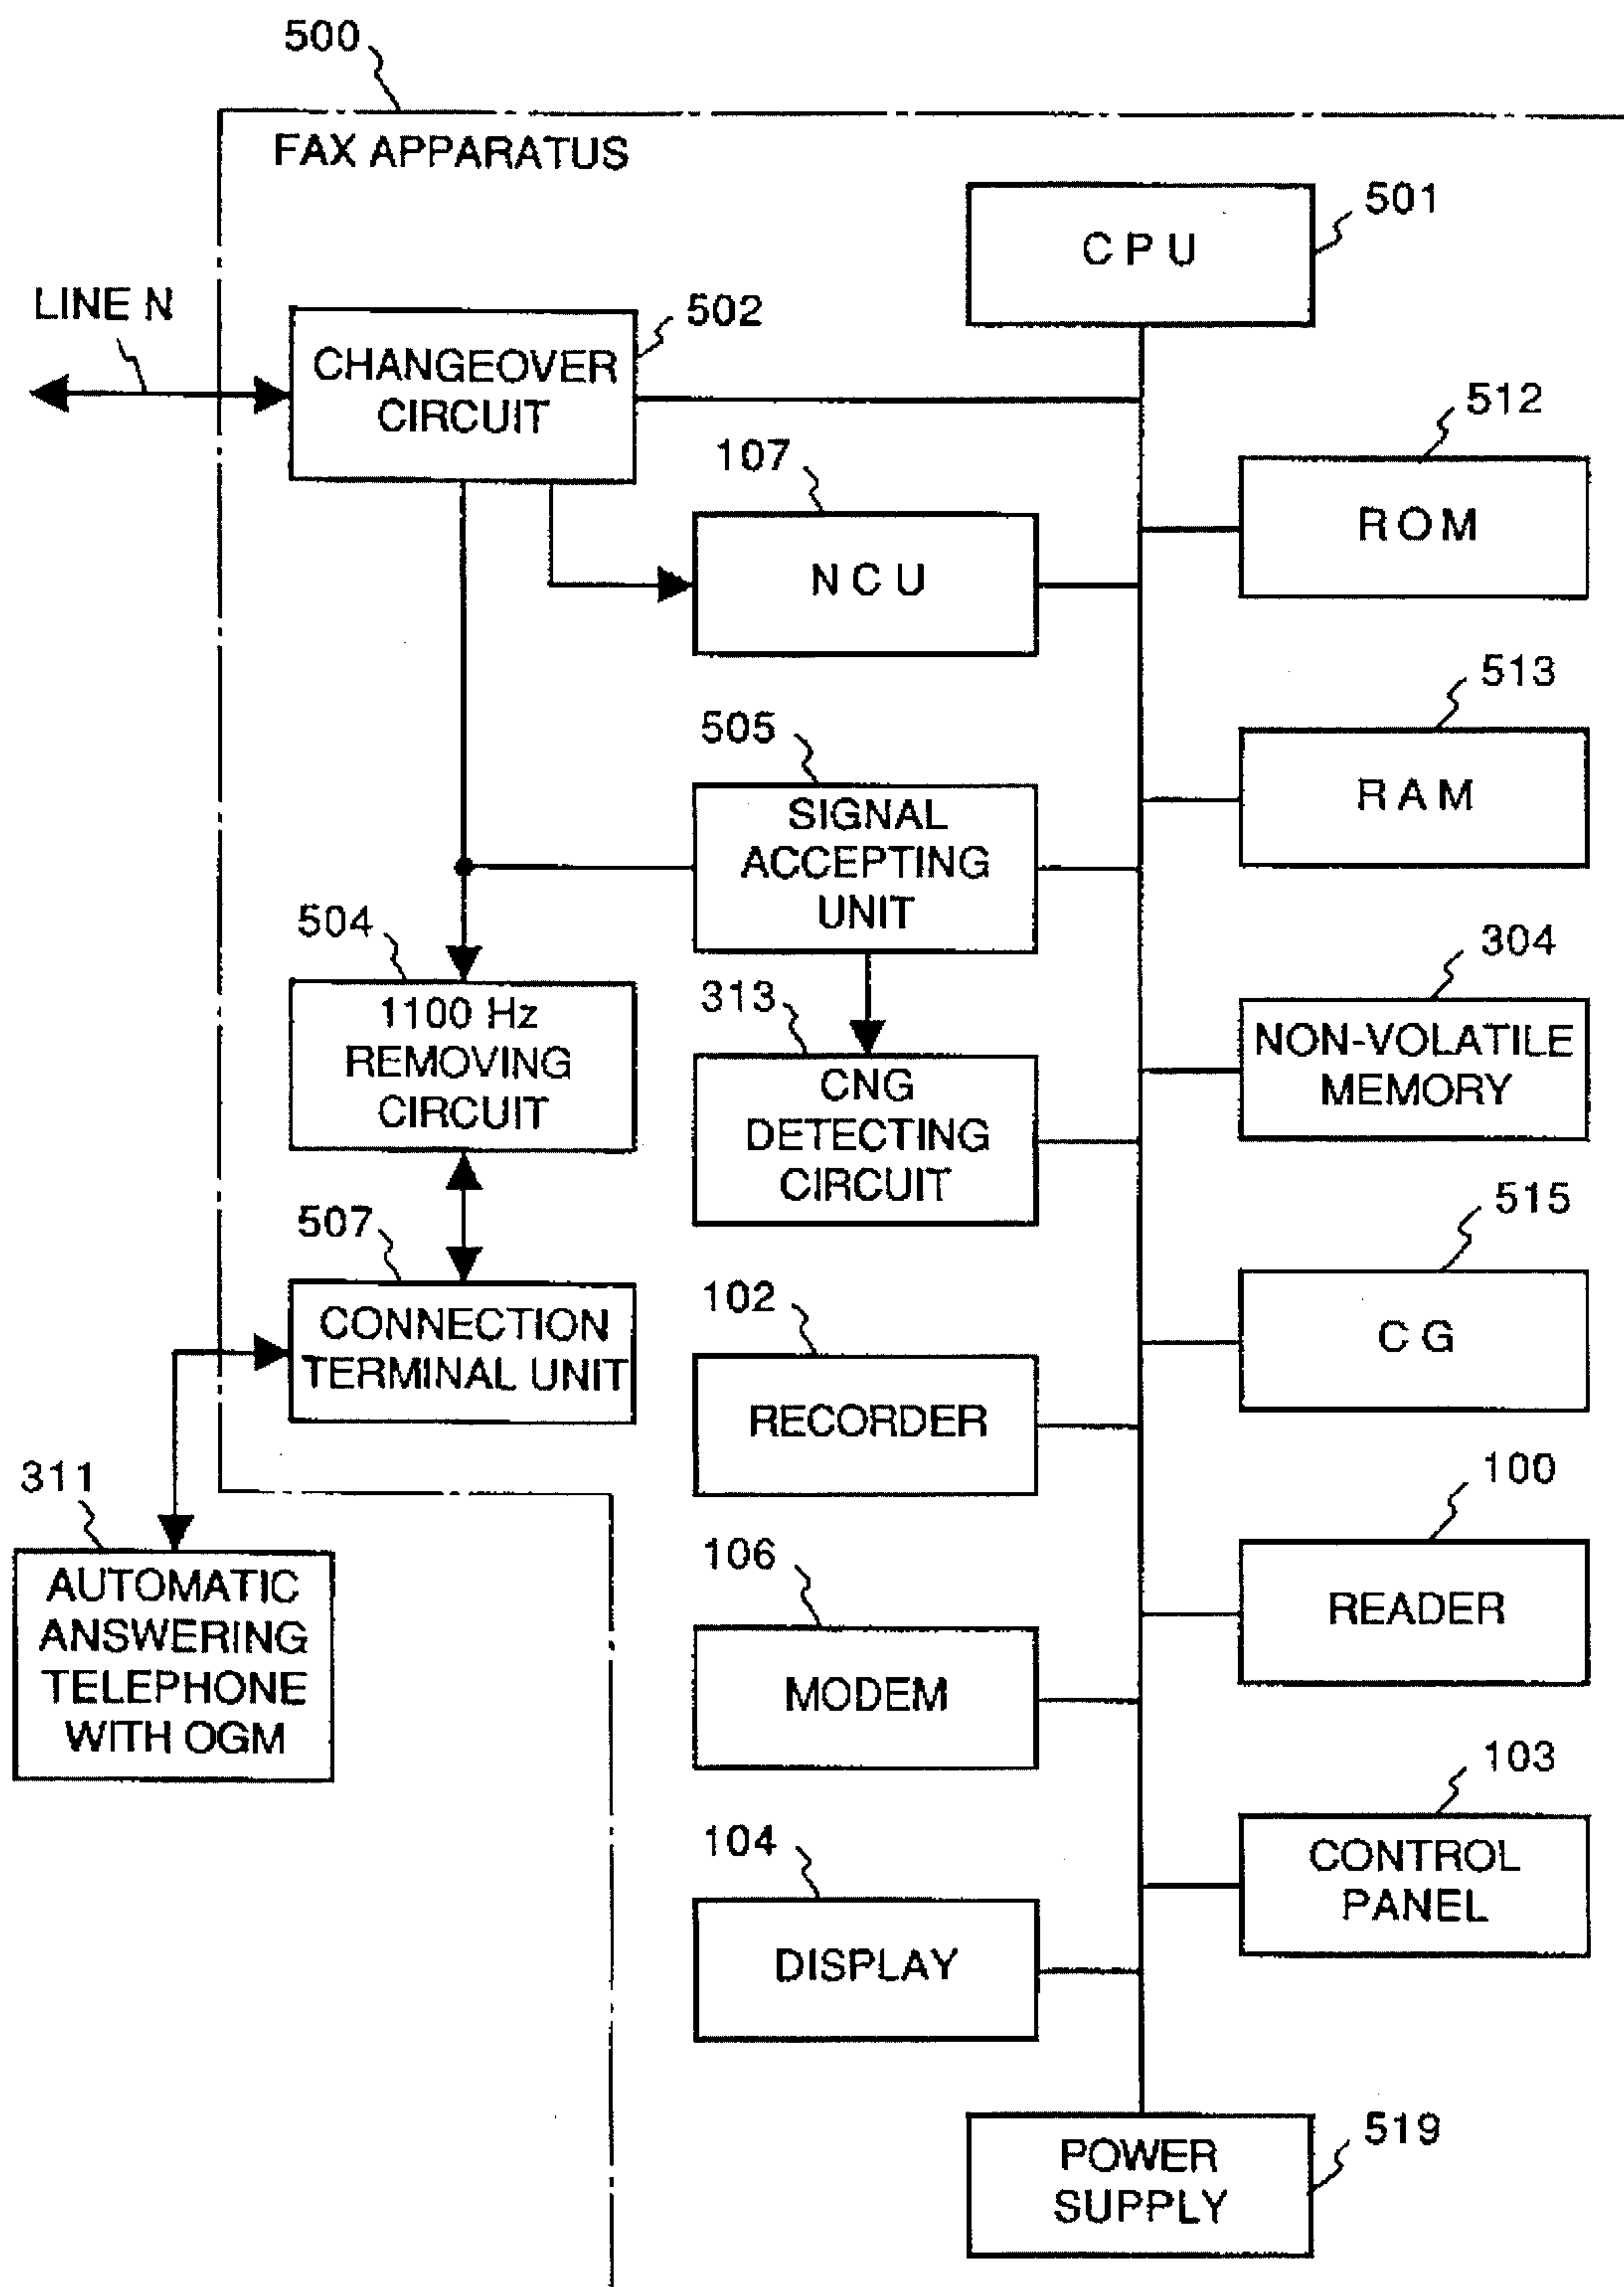 500
FAX APPARATUS
CPU
501
LINE N
CHANGEOVER
CIRCUIT
502
512
ROM
107
NCU
513
RAM
505
SIGNAL
ACCEPTING
UNIT
504
1100 Hz
REMOVING
CIRCUIT
304
NON-VOLATILE
MEMORY
313
CNG
DETECTING
CIRCUIT
507
CONNECTION
TERMINAL UNIT
515
CG
102
RECORDER
311
AUTOMATIC
ANSWERING
TELEPHONE
WITH OGM
100
READER
106
MODEM
103
CONTROL
PANEL
104
DISPLAY
POWER
SUPPLY
519